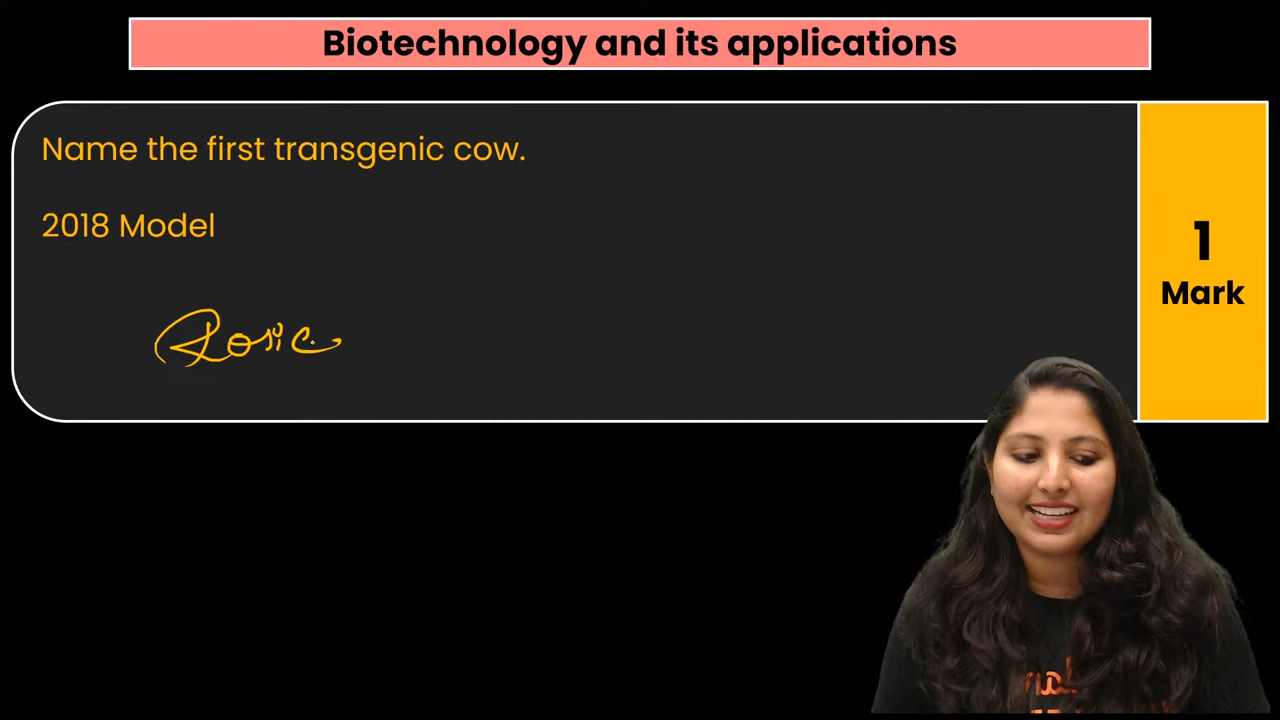 Biotechnology and its applications
Name the first transgenic cow.
2018 Model
Rosie
1
Mark